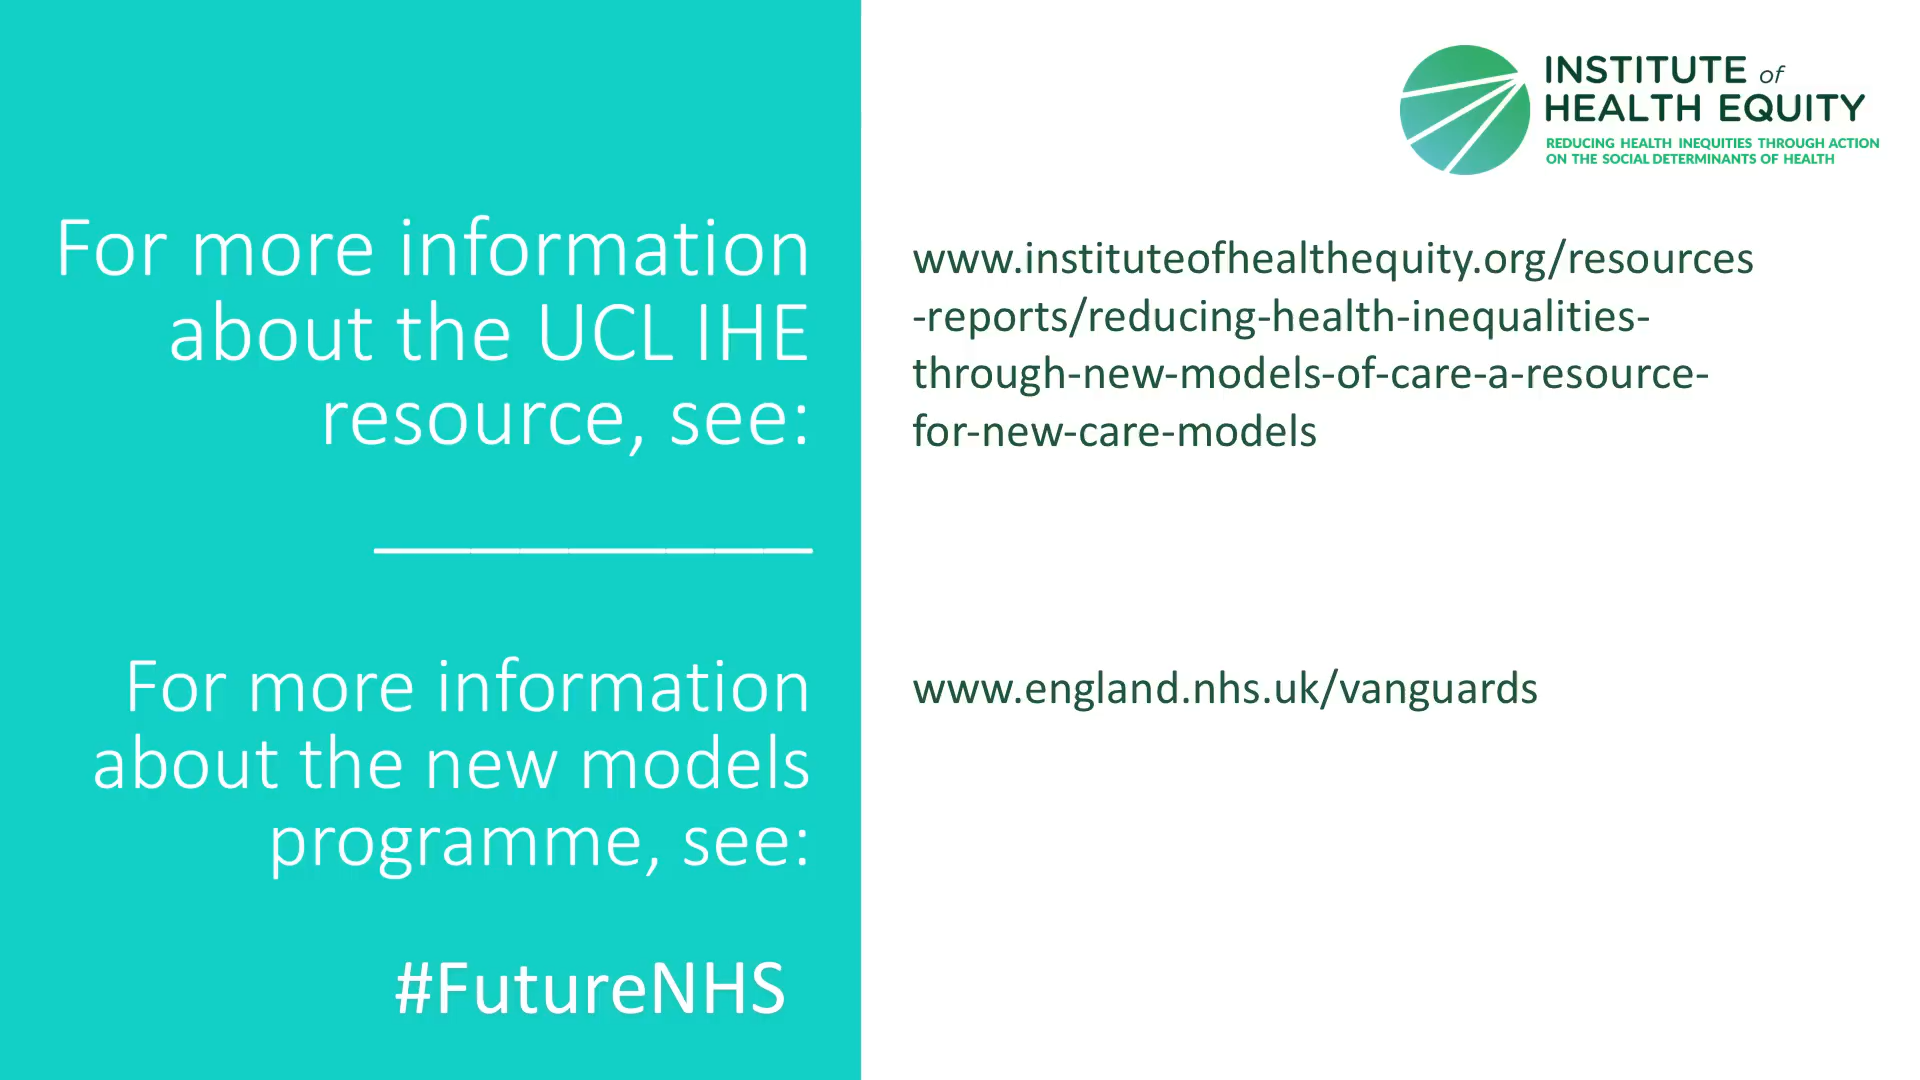 INSTITUTE of
HEALTH EQUITY
REDUCING HEALTH INEQUITIES THROUGH ACTION
ON THE SOCIAL DETERMINANTS OF HEALTH
For more information
about the UCL IHE
resource, see:
www.instituteofhealthequity.org/resources
-reports/reducing-health-inequalities-
through-new-models-of-care-a-resource-
for-new-care-models
For more information
about the new models
programme, see:
www.england.nhs.uk/vanguards
#FutureNHS